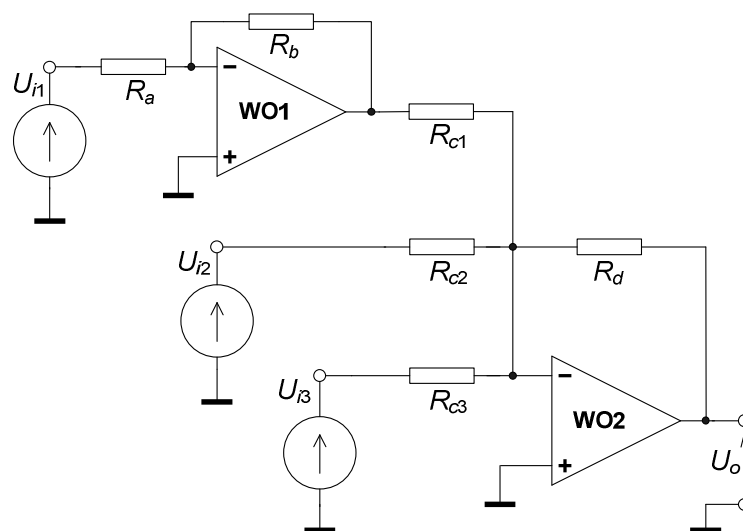 R_b
U_i1
R_a
−
WO1
+
R_c1
U_i2
R_c2
R_d
U_i3
R_c3
−
WO2
+
U_o